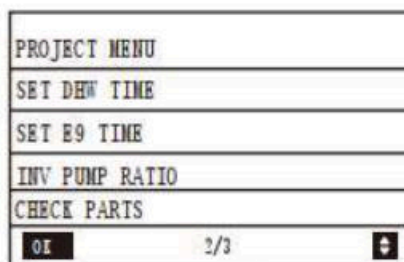 PROJECT MENU
SET DHW TIME
SET E9 TIME
INV PUMP RATIO
CHECK PARTS
OK 2/3